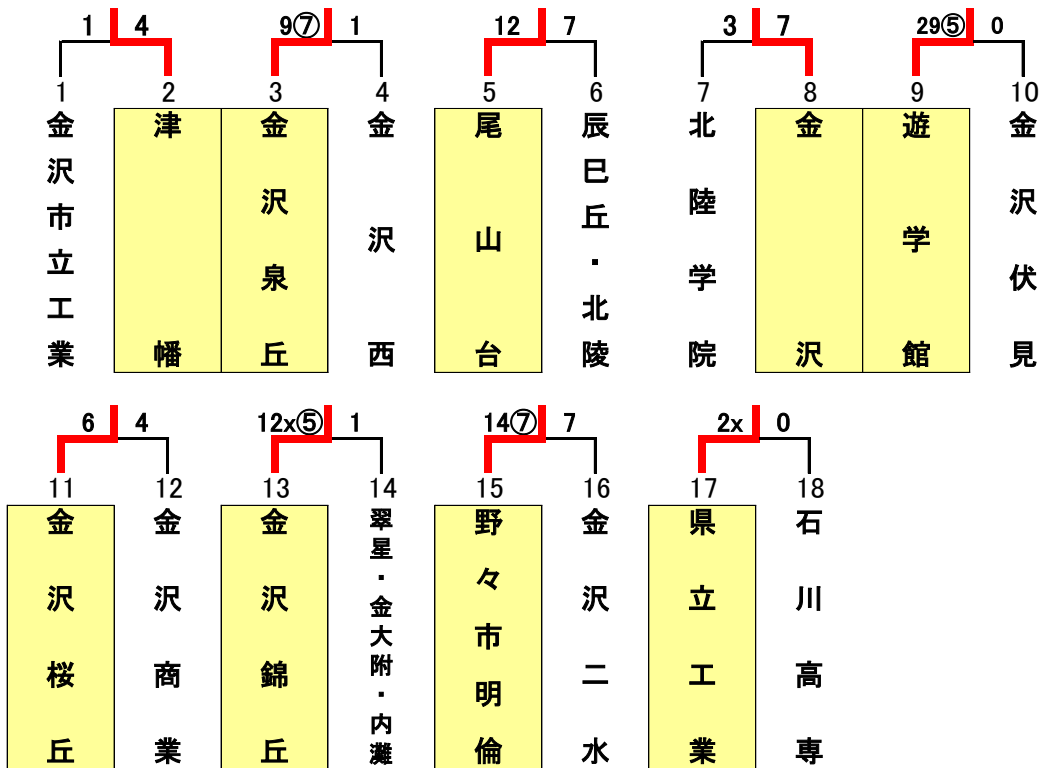 1 4
9⑦ 1
12 7
3 7
29⑤ 0
1 2 3 4 5 6 7 8 9 10
金沢市立工業
津幡
金沢泉丘
金沢西
尾山台
辰巳丘・北陵
北陸学院
金沢
遊学館
金沢伏見
6 4
12x⑤ 1
14⑦ 7
2x 0
11 12 13 14 15 16 17 18
金沢桜丘
金沢商業
金沢錦丘
翠星・金大附・内灘
野々市明倫
金沢二水
県立工業
石川高専